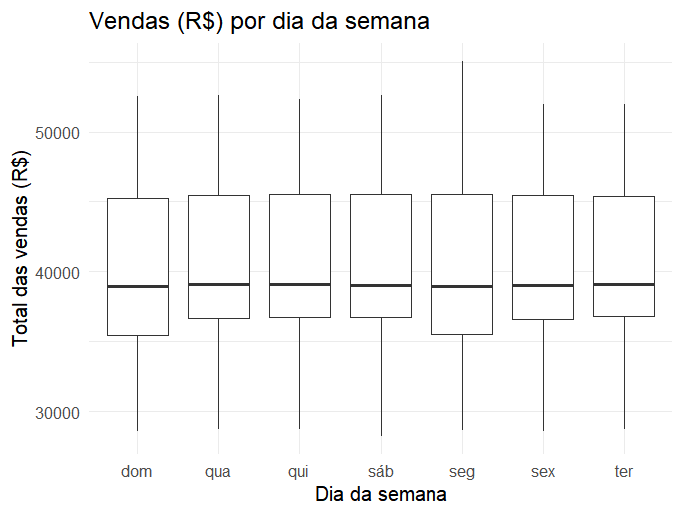 Vendas (R$) por dia da semana
Total das vendas (R$)
50000
40000
30000
dom qua qui sáb seg sex ter
Dia da semana